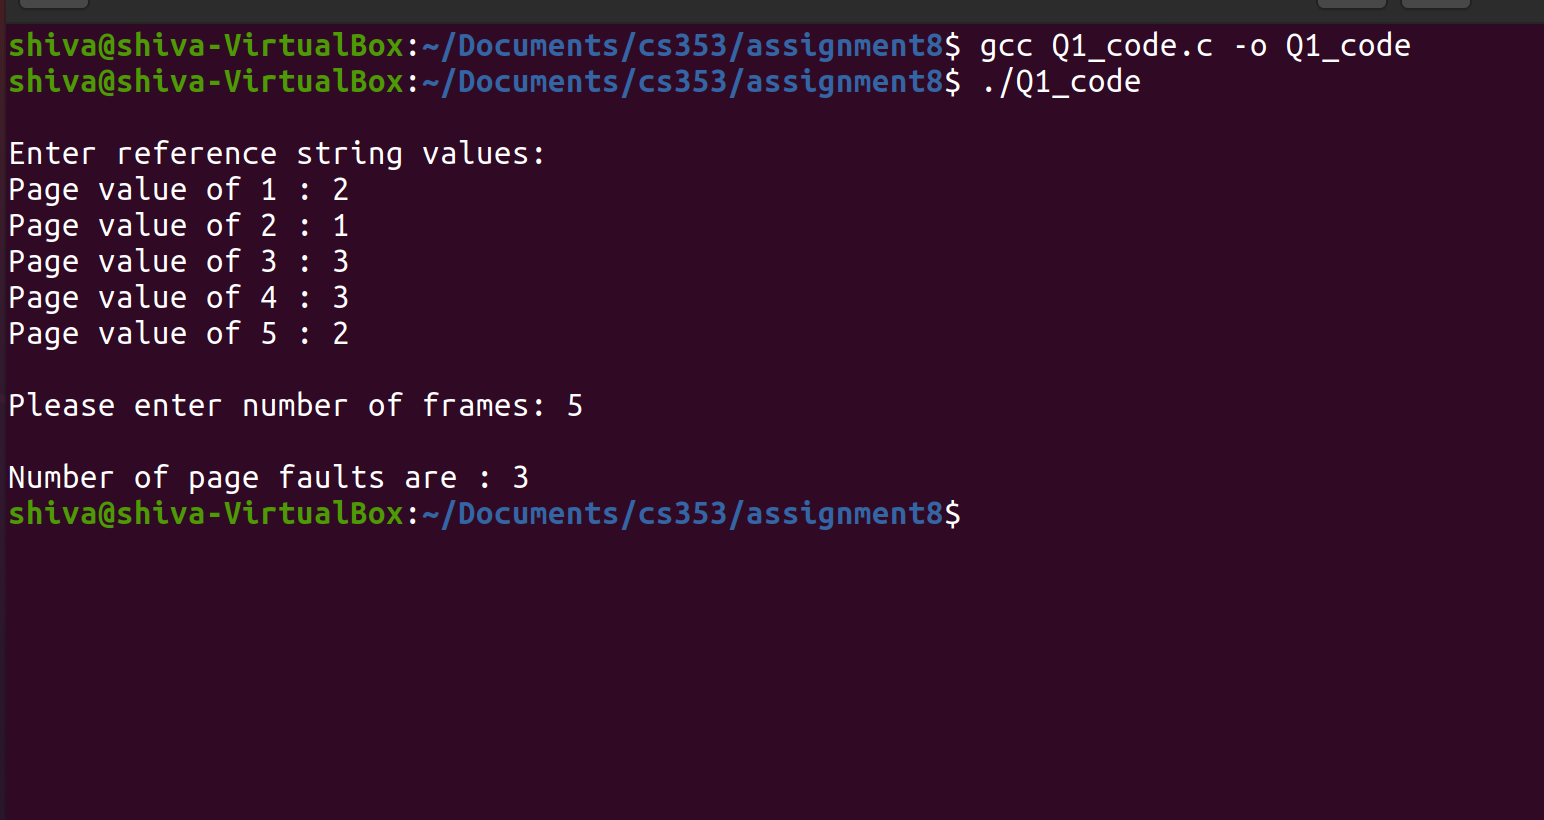 shiva@shiva-VirtualBox:~/Documents/cs353/assignment8$ gcc Q1_code.c -o Q1_code
shiva@shiva-VirtualBox:~/Documents/cs353/assignment8$ ./Q1_code
Enter reference string values:
Page value of 1 : 2
Page value of 2 : 1
Page value of 3 : 3
Page value of 4 : 3
Page value of 5 : 2
Please enter number of frames: 5
Number of page faults are : 3
shiva@shiva-VirtualBox:~/Documents/cs353/assignment8$